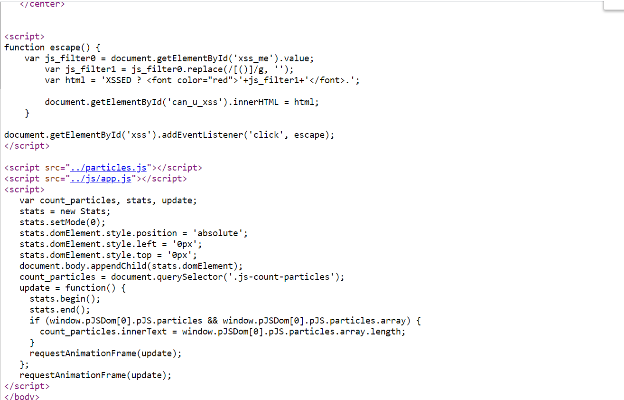 </center>
<script>
function escape() {
var js_filter0 = document.getElementById('xss_me').value;
var js_filter1 = js_filter0.replace(/[()]/g, '');
var html = 'XSSED ? <font color="red">'+js_filter1+'</font>.';
document.getElementById('can_u_xss').innerHTML = html;
}
document.getElementById('xss').addEventListener('click', escape);
</script>
<script src="../particles.js"></script>
<script src="../js/app.js"></script>
<script>
var count_particles, stats, update;
stats = new Stats;
stats.setMode(0);
stats.domElement.style.position = 'absolute';
stats.domElement.style.left = '0px';
stats.domElement.style.top = '0px';
document.body.appendChild(stats.domElement);
count_particles = document.querySelector('.js-count-particles');
update = function() {
stats.begin();
stats.end();
if (window.pJSDom[0].pJS.particles && window.pJSDom[0].pJS.particles.array) {
count_particles.innerText = window.pJSDom[0].pJS.particles.array.length;
}
requestAnimationFrame(update);
};
requestAnimationFrame(update);
</script>
</body>